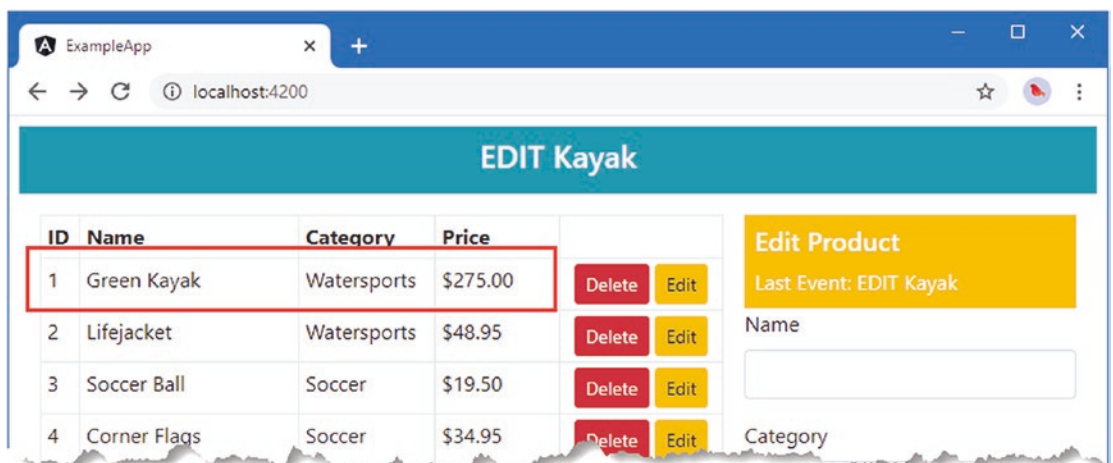 ExampleApp
localhost:4200
EDIT Kayak
ID Name Category Price
1 Green Kayak Watersports $275.00 Delete Edit
2 Lifejacket Watersports $48.95 Delete Edit
3 Soccer Ball Soccer $19.50 Delete Edit
4 Corner Flags Soccer $34.95 Delete Edit
Edit Product
Last Event: EDIT Kayak
Name
Category